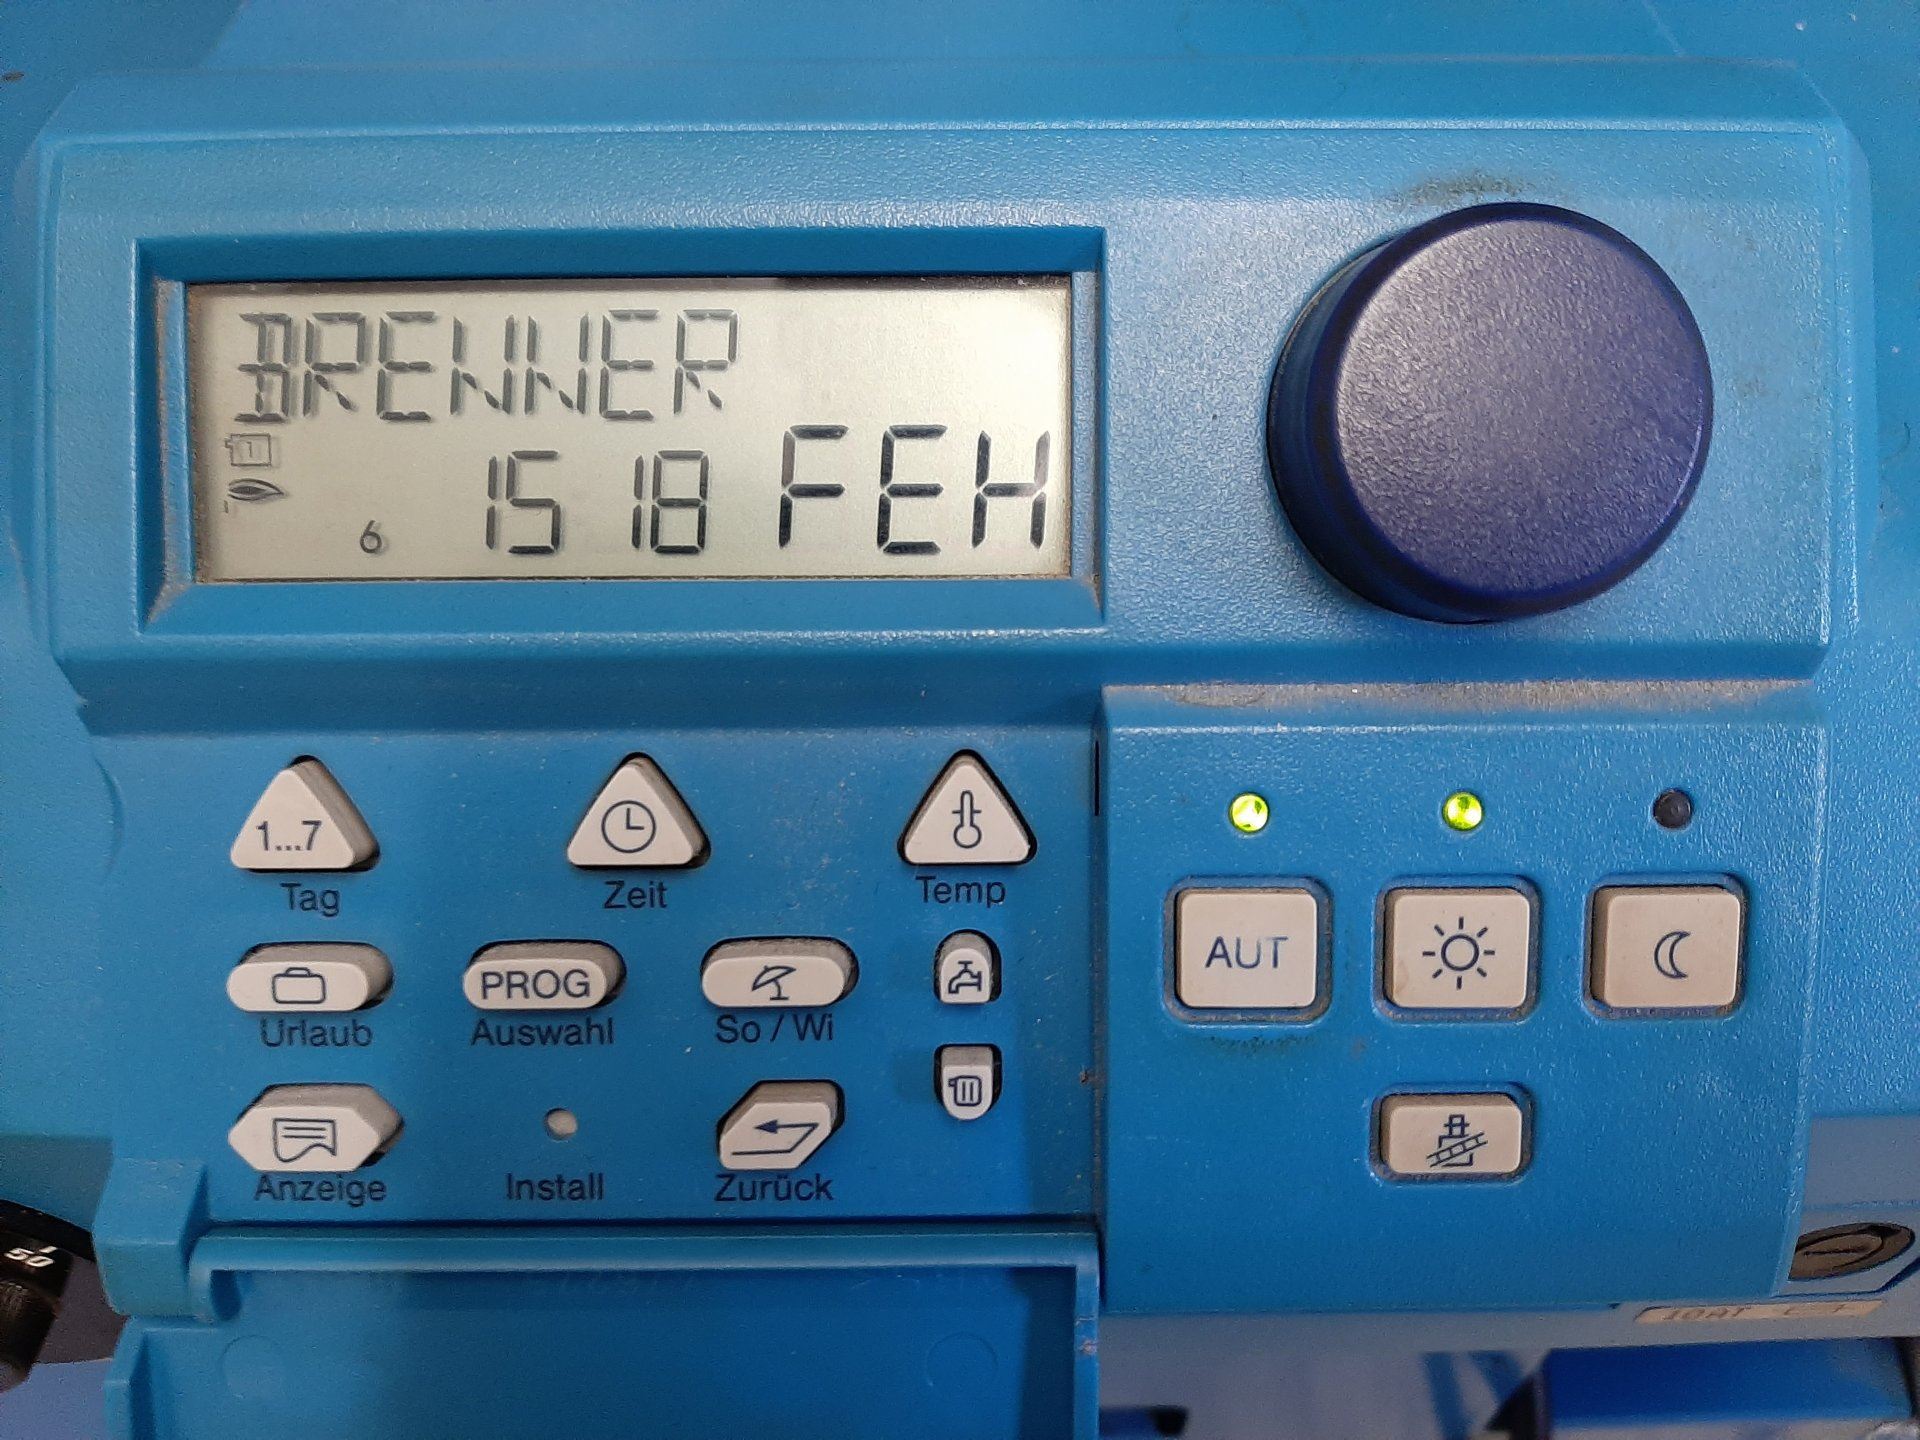 BRENNER
6 15 18 FEH
1...7
Tag Zeit Temp
AUT
PROG
Urlaub Auswahl So / Wi
Anzeige Install Zurück
50